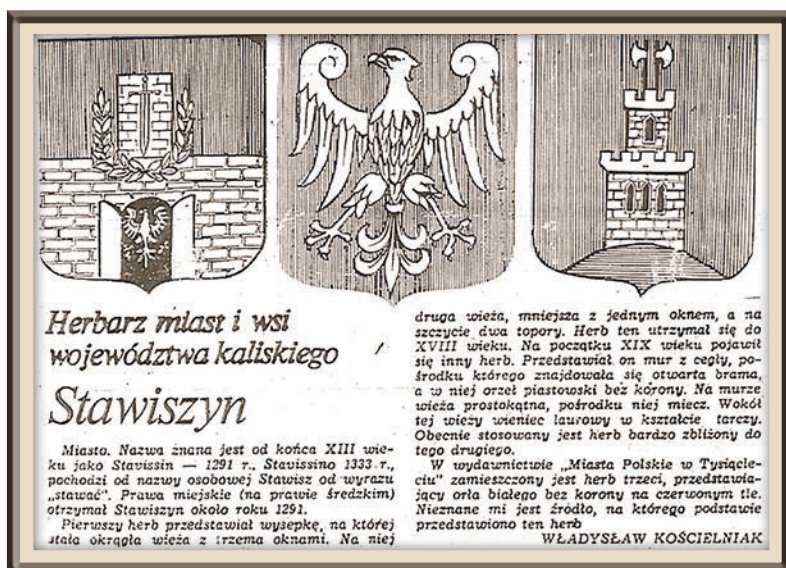 Herbarz miast i wsi
województwa kaliskiego
Stawiszyn
Miasto. Nazwa znana jest od końca XIII wie-
ku jako Stavissin — 1291 r., Stavissino 1333 r.,
pochodzi od nazwy osobowej Stawisz od wyrazu
„stawać". Prawa miejskie (na prawie średzkim)
otrzymał Stawiszyn około roku 1291.
Pierwszy herb przedstawiał wysepkę, na której
stała okrągła wieża z trzema oknami. Na niej
druga wieża, mniejsza z jednym oknem, a na
szczycie dwa topory. Herb ten utrzymał się do
XVIII wieku. Na początku XIX wieku pojawił
się inny herb. Przedstawiał on mur z cegły, po-
środku którego znajdowała się otwarta brama,
a w niej orzeł piastowski bez korony. Na murze
wieża prostokątna, pośrodku niej miecz. Wokół
tej wieży wieniec laurowy w kształcie tarczy.
Obecnie stosowany jest herb bardzo zbliżony do
tego drugiego.
W wydawnictwie „Miasta Polskie w Tysiącle-
ciu" zamieszczony jest herb trzeci, przedstawia-
jący orła białego bez korony na czerwonym tle.
Nieznane mi jest źródło, na którego podstawie
przedstawiono ten herb
WŁADYSŁAW KOŚCIELNIAK